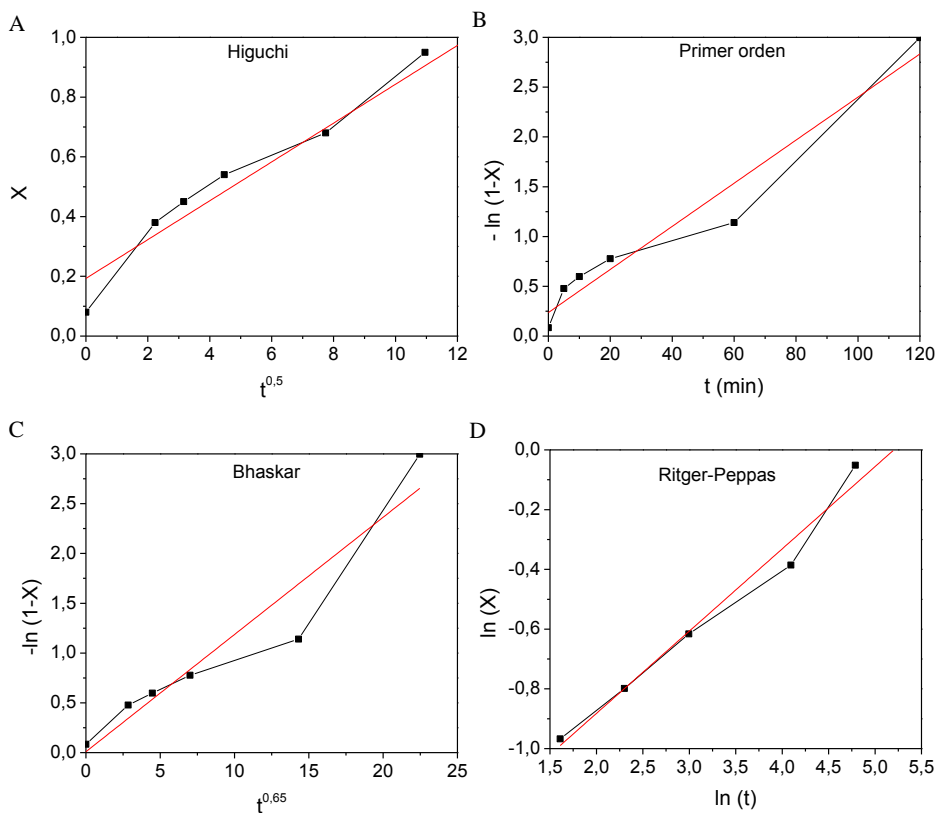 A
Higuchi
1,0
0,8
0,6
0,4
0,2
0,0
X
0 2 4 6 8 10 12
t^0,5
B
Primer orden
3,0
2,5
2,0
1,5
1,0
0,5
0,0
- ln (1-X)
0 20 40 60 80 100 120
t (min)
C
Bhaskar
3,0
2,5
2,0
1,5
1,0
0,5
0,0
-ln (1-X)
0 5 10 15 20 25
t^0,65
D
Ritger-Peppas
0,0
-0,2
-0,4
-0,6
-0,8
-1,0
ln (X)
1,5 2,0 2,5 3,0 3,5 4,0 4,5 5,0 5,5
ln (t)